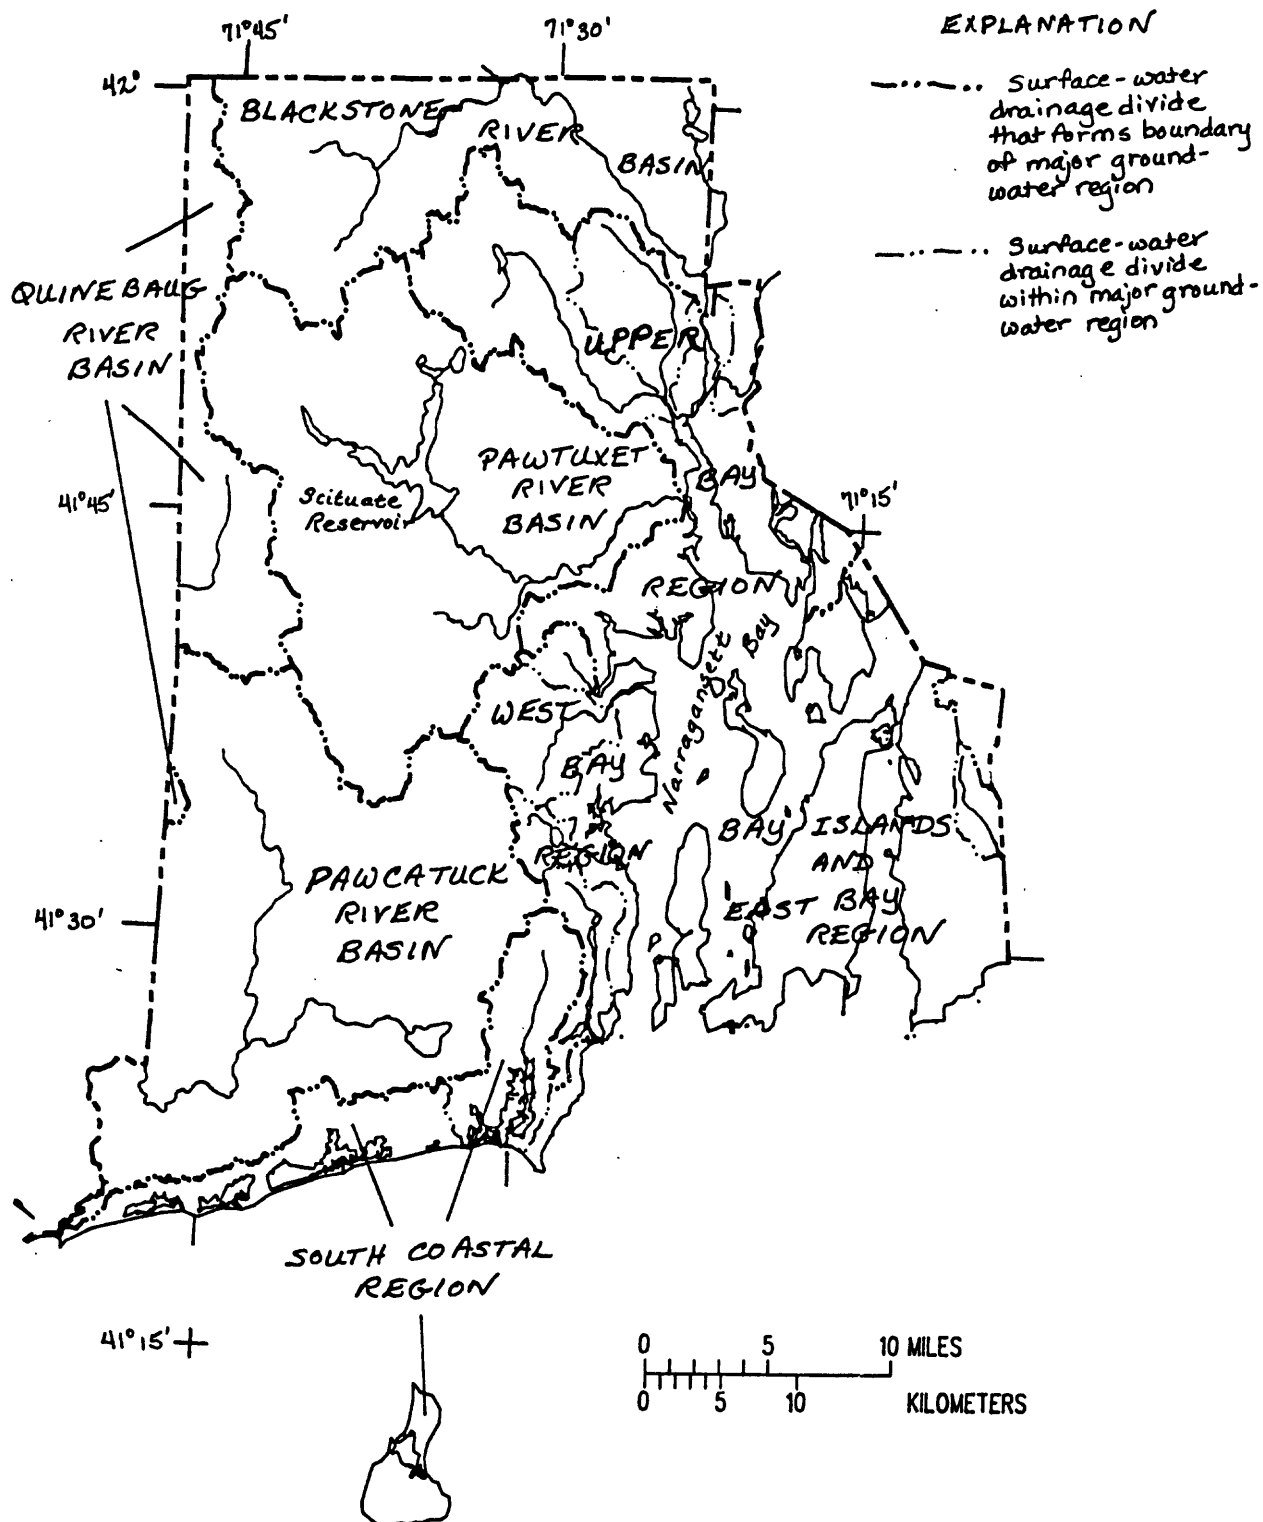 EXPLANATION
Surface-water
drainage divide
that forms boundary
of major ground-
water region
Surface-water
drainage divide
within major ground-
water region
71°45'
71°30'
42°
BLACKSTONE
RIVER
BASIN
QUINEBAUG
RIVER
BASIN
UPPER
BAY
REGION
PAWTUXET
RIVER
BASIN
41°45'
Scituate
Reservoir
71°15'
Narragansett Bay
WEST
BAY
REGION
BAY ISLANDS
AND
EAST BAY
REGION
PAWCATUCK
RIVER
BASIN
41°30'
SOUTH COASTAL
REGION
41°15'
0 5 10 MILES
0 5 10 KILOMETERS